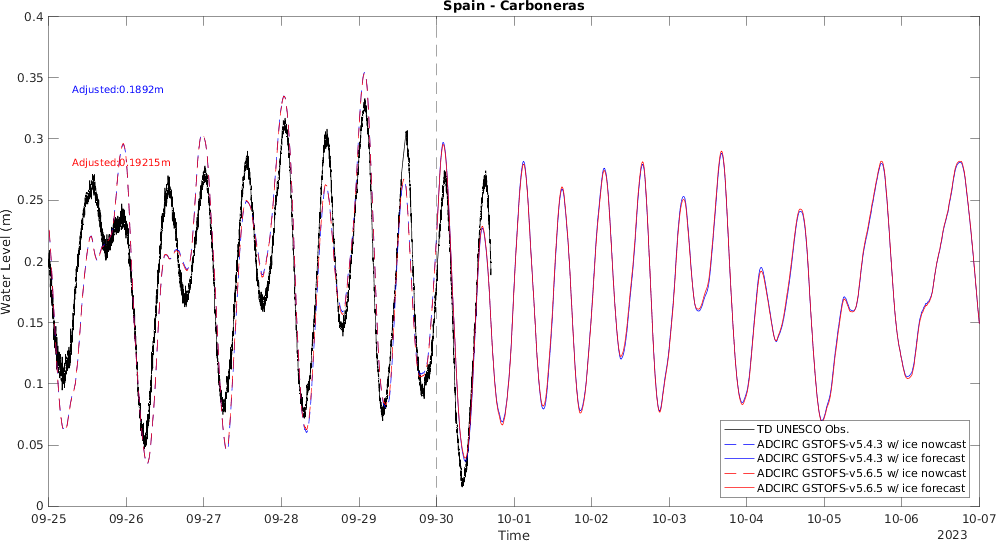 Spain - Carboneras
0.4
0.35
0.3
0.25
0.2
0.15
0.1
0.05
0
Water Level (m)
Adjusted:0.1892m
Adjusted:0.19215m
TD UNESCO Obs.
ADCIRC GSTOFS-v5.4.3 w/ ice nowcast
ADCIRC GSTOFS-v5.4.3 w/ ice forecast
ADCIRC GSTOFS-v5.6.5 w/ ice nowcast
ADCIRC GSTOFS-v5.6.5 w/ ice forecast
09-25 09-26 09-27 09-28 09-29 09-30 10-01 10-02 10-03 10-04 10-05 10-06 10-07
Time
2023